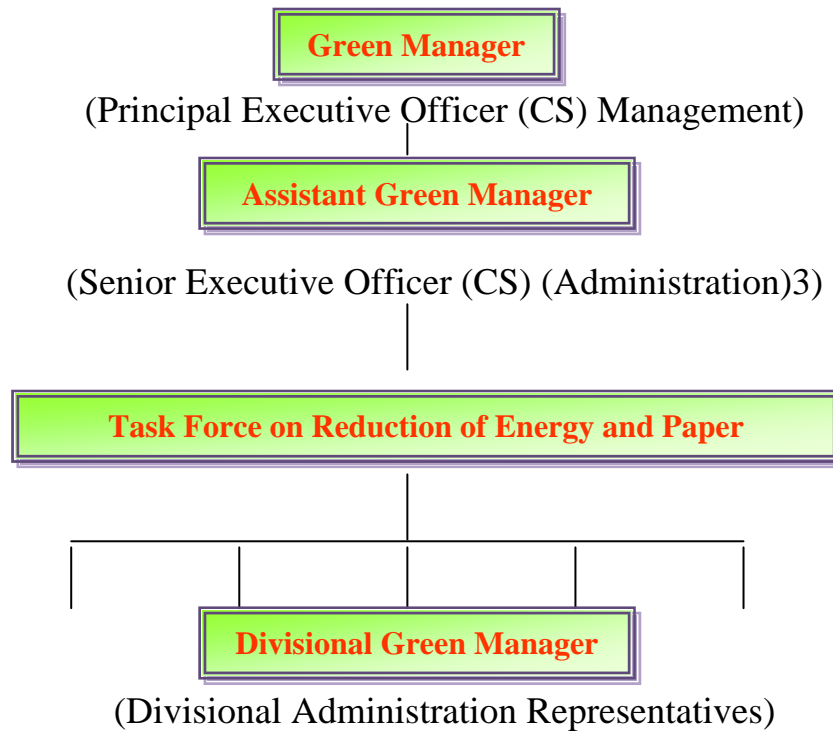 Green Manager
(Principal Executive Officer (CS) Management)
Assistant Green Manager
(Senior Executive Officer (CS) (Administration)3)
Task Force on Reduction of Energy and Paper
Divisional Green Manager
(Divisional Administration Representatives)